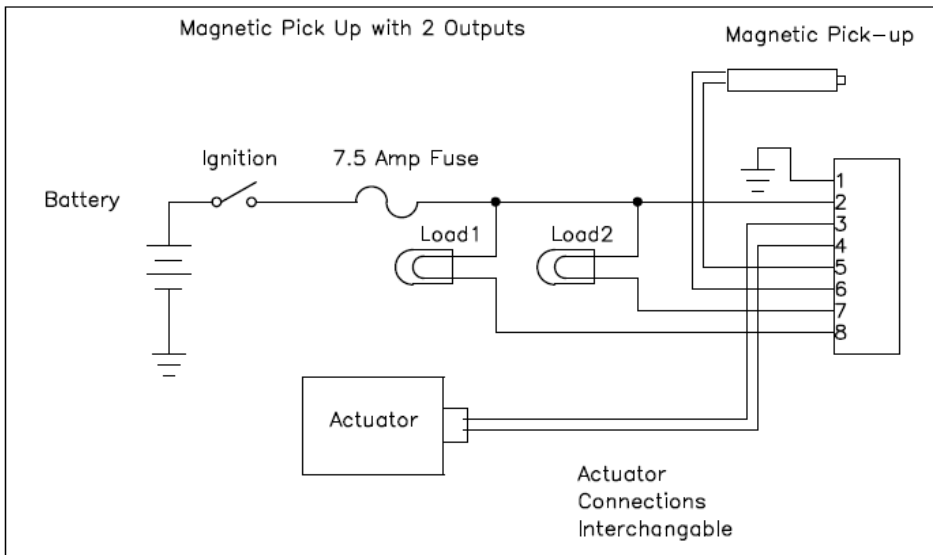 Magnetic Pick Up with 2 Outputs
Magnetic Pick-up
Ignition
7.5 Amp Fuse
Battery
Load1
Load2
1
2
3
4
5
6
7
8
Actuator
Actuator
Connections
Interchangable